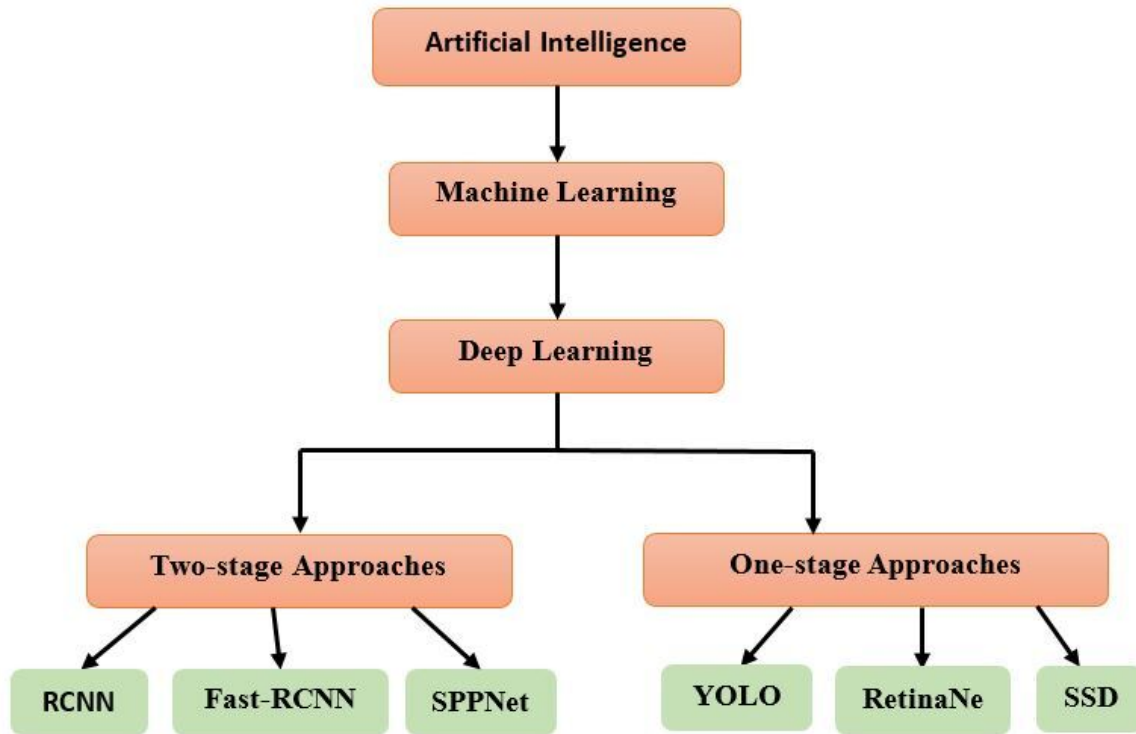 Artificial Intelligence
Machine Learning
Deep Learning
Two-stage Approaches
One-stage Approaches
RCNN
Fast-RCNN
SPPNet
YOLO
RetinaNe
SSD